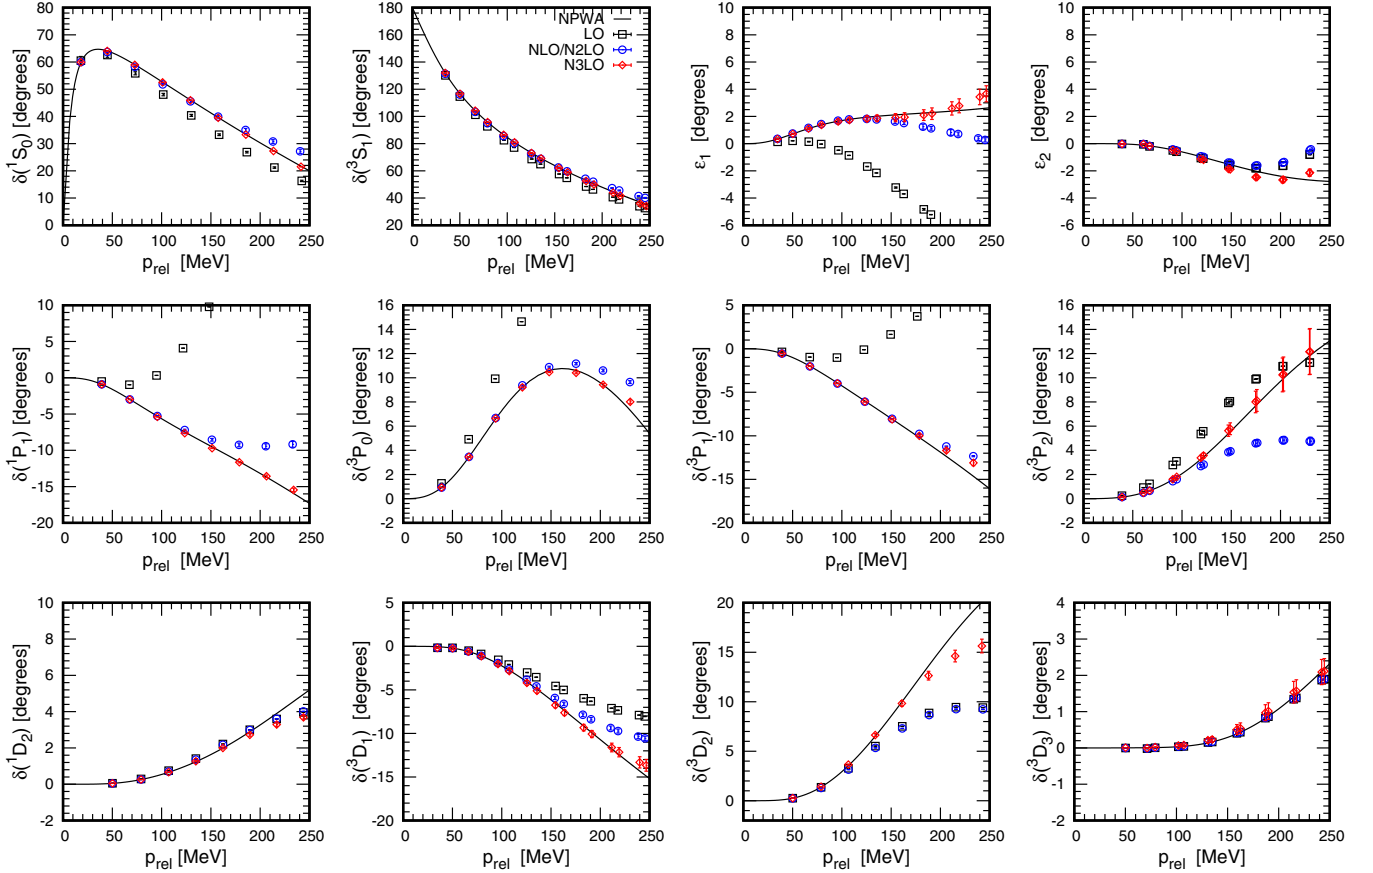 δ(¹S₀) [degrees]
80
70
60
50
40
30
20
10
0
0 50 100 150 200 250
p_rel [MeV]
δ(³S₁) [degrees]
180
160
140
120
100
80
60
40
20
0 50 100 150 200 250
p_rel [MeV]
NPWA
LO
NLO/N2LO
N3LO
ε₁ [degrees]
10
8
6
4
2
0
-2
-4
-6
0 50 100 150 200 250
p_rel [MeV]
ε₂ [degrees]
10
8
6
4
2
0
-2
-4
-6
0 50 100 150 200 250
p_rel [MeV]
δ(¹P₁) [degrees]
10
5
0
-5
-10
-15
-20
0 50 100 150 200 250
p_rel [MeV]
δ(³P₀) [degrees]
16
14
12
10
8
6
4
2
0
-2
0 50 100 150 200 250
p_rel [MeV]
δ(³P₁) [degrees]
5
0
-5
-10
-15
-20
0 50 100 150 200 250
p_rel [MeV]
δ(³P₂) [degrees]
16
14
12
10
8
6
4
2
0
-2
0 50 100 150 200 250
p_rel [MeV]
δ(¹D₂) [degrees]
10
8
6
4
2
0
-2
0 50 100 150 200 250
p_rel [MeV]
δ(³D₁) [degrees]
5
0
-5
-10
-15
-20
0 50 100 150 200 250
p_rel [MeV]
δ(³D₂) [degrees]
20
15
10
5
0
0 50 100 150 200 250
p_rel [MeV]
δ(³D₃) [degrees]
4
3
2
1
0
-1
-2
0 50 100 150 200 250
p_rel [MeV]